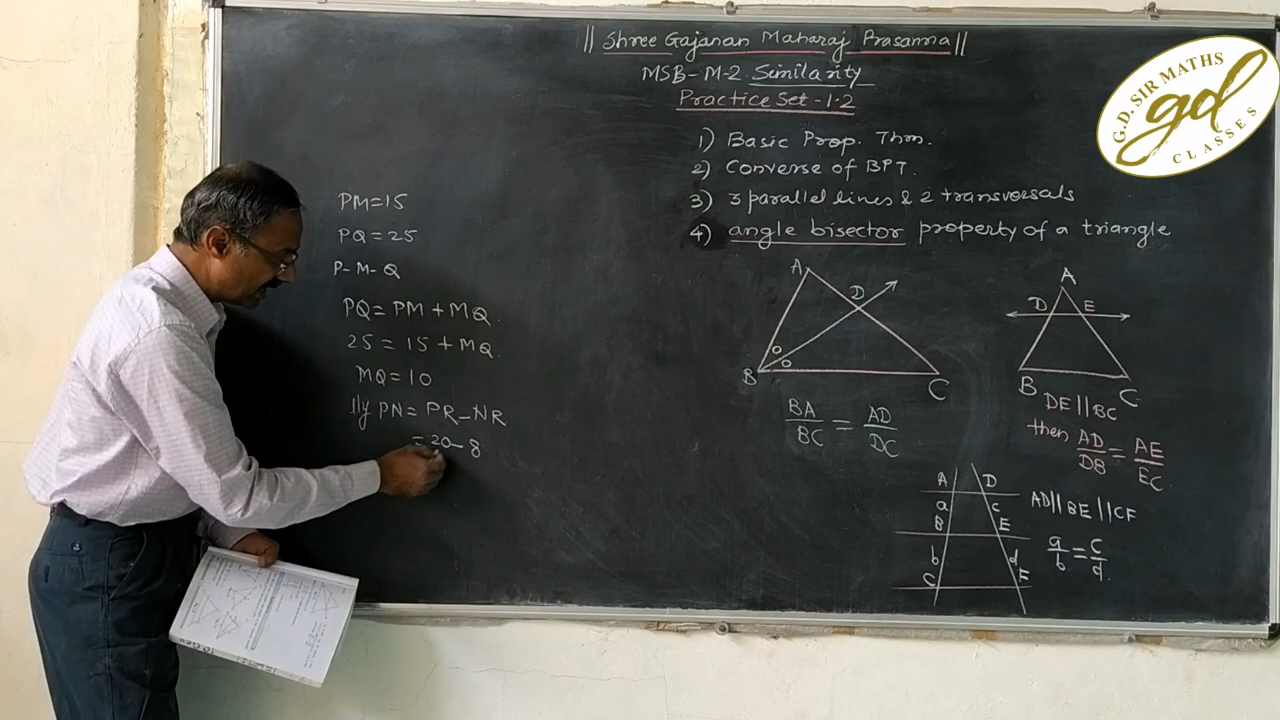 || Shree Gajanan Maharaj Prasanna ||
MSB-M-2 Similarity
Practice Set-1.2
1) Basic Prop. Thm.
2) Converse of BPT.
3) 3 parallel lines & 2 transversals
4) angle bisector property of a triangle
PM=15
PQ=25
P-M-Q
PQ=PM+MQ.
25=15+MQ.
MQ=10
lly PN=PR-NR
=20-8
A
D
B
C
BA/BC = AD/DC
A
D E
B C
DE||BC
then AD/DB = AE/EC
A D
a c
B E
b d
C F
AD||BE||CF
a/b = c/d.
G.D. SIR MATHS
gd
CLASSES